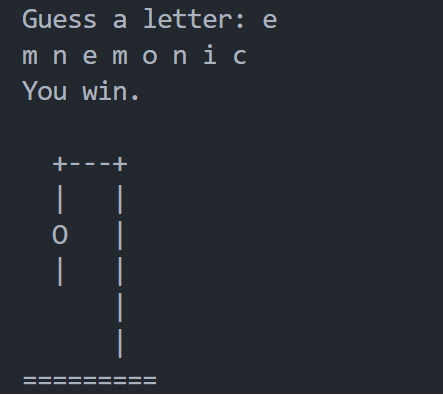 Guess a letter: e
m n e m o n i c
You win.

  +---+
  |   |
  O   |
  |   |
      |
      |
=========